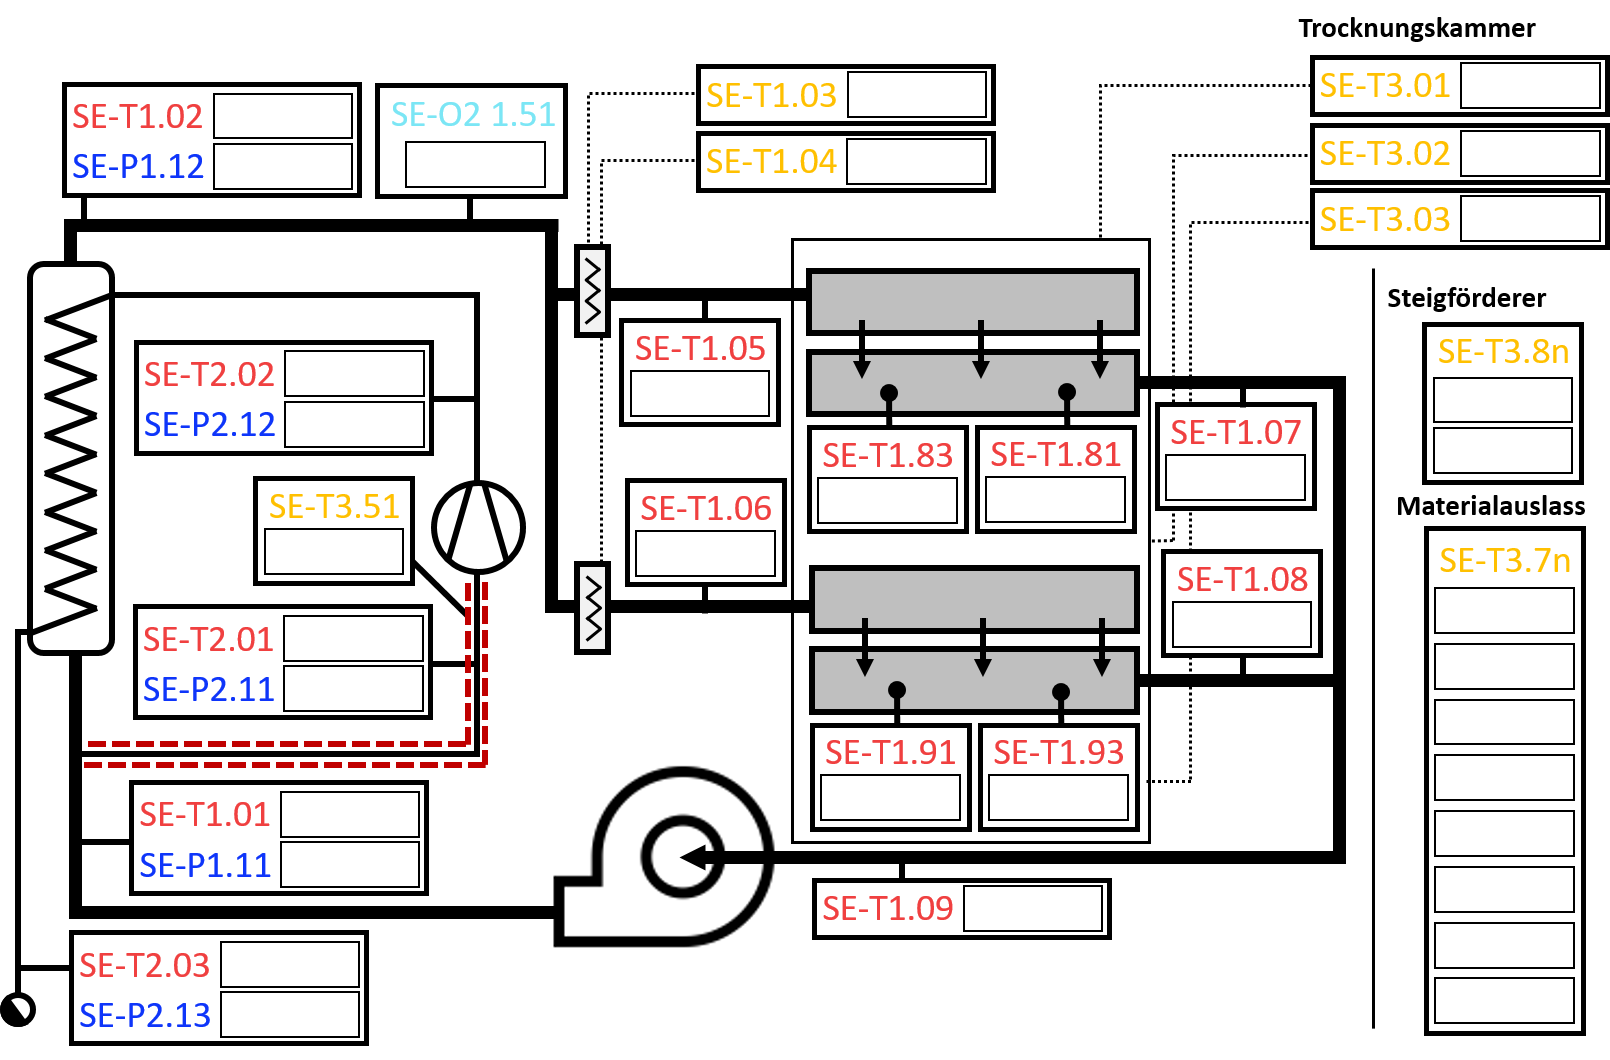 Trocknungskammer
SE-T3.01
SE-T3.02
SE-T3.03
SE-T1.02
SE-P1.12
SE-O2 1.51
SE-T1.03
SE-T1.04
Steigförderer
SE-T3.8n
SE-T2.02
SE-P2.12
SE-T1.05
SE-T1.83
SE-T1.81
SE-T1.07
SE-T3.51
SE-T1.06
Materialauslass
SE-T3.7n
SE-T1.08
SE-T2.01
SE-P2.11
SE-T1.91
SE-T1.93
SE-T1.01
SE-P1.11
SE-T1.09
SE-T2.03
SE-P2.13